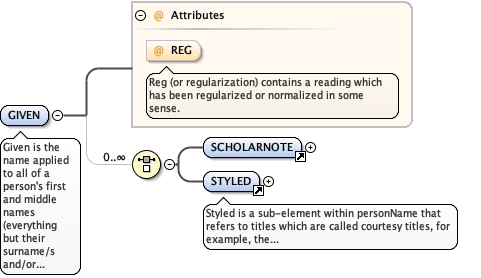 @ Attributes
@ REG
Reg (or regularization) contains a reading which
has been regularized or normalized in some
sense.
GIVEN
Given is the
name applied
to all of a
person's first
and middle
names
(everything
but their
surname/s
and/or...
0..∞
SCHOLARNOTE
STYLED
Styled is a sub-element within personName that
refers to titles which are called courtesy titles, for
example, the...